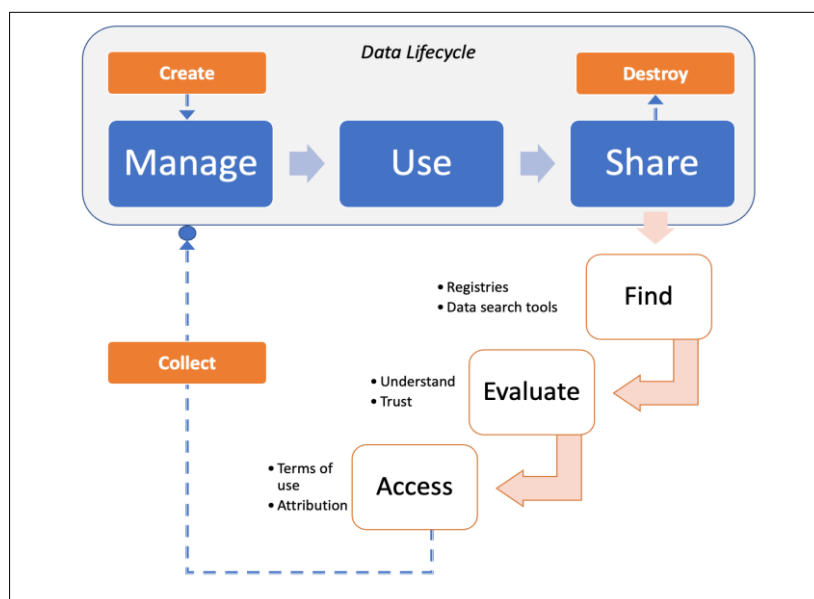 Data Lifecycle
Create
Destroy
Manage
Use
Share
• Registries
• Data search tools
Find
Collect
• Understand
• Trust
Evaluate
• Terms of
use
• Attribution
Access